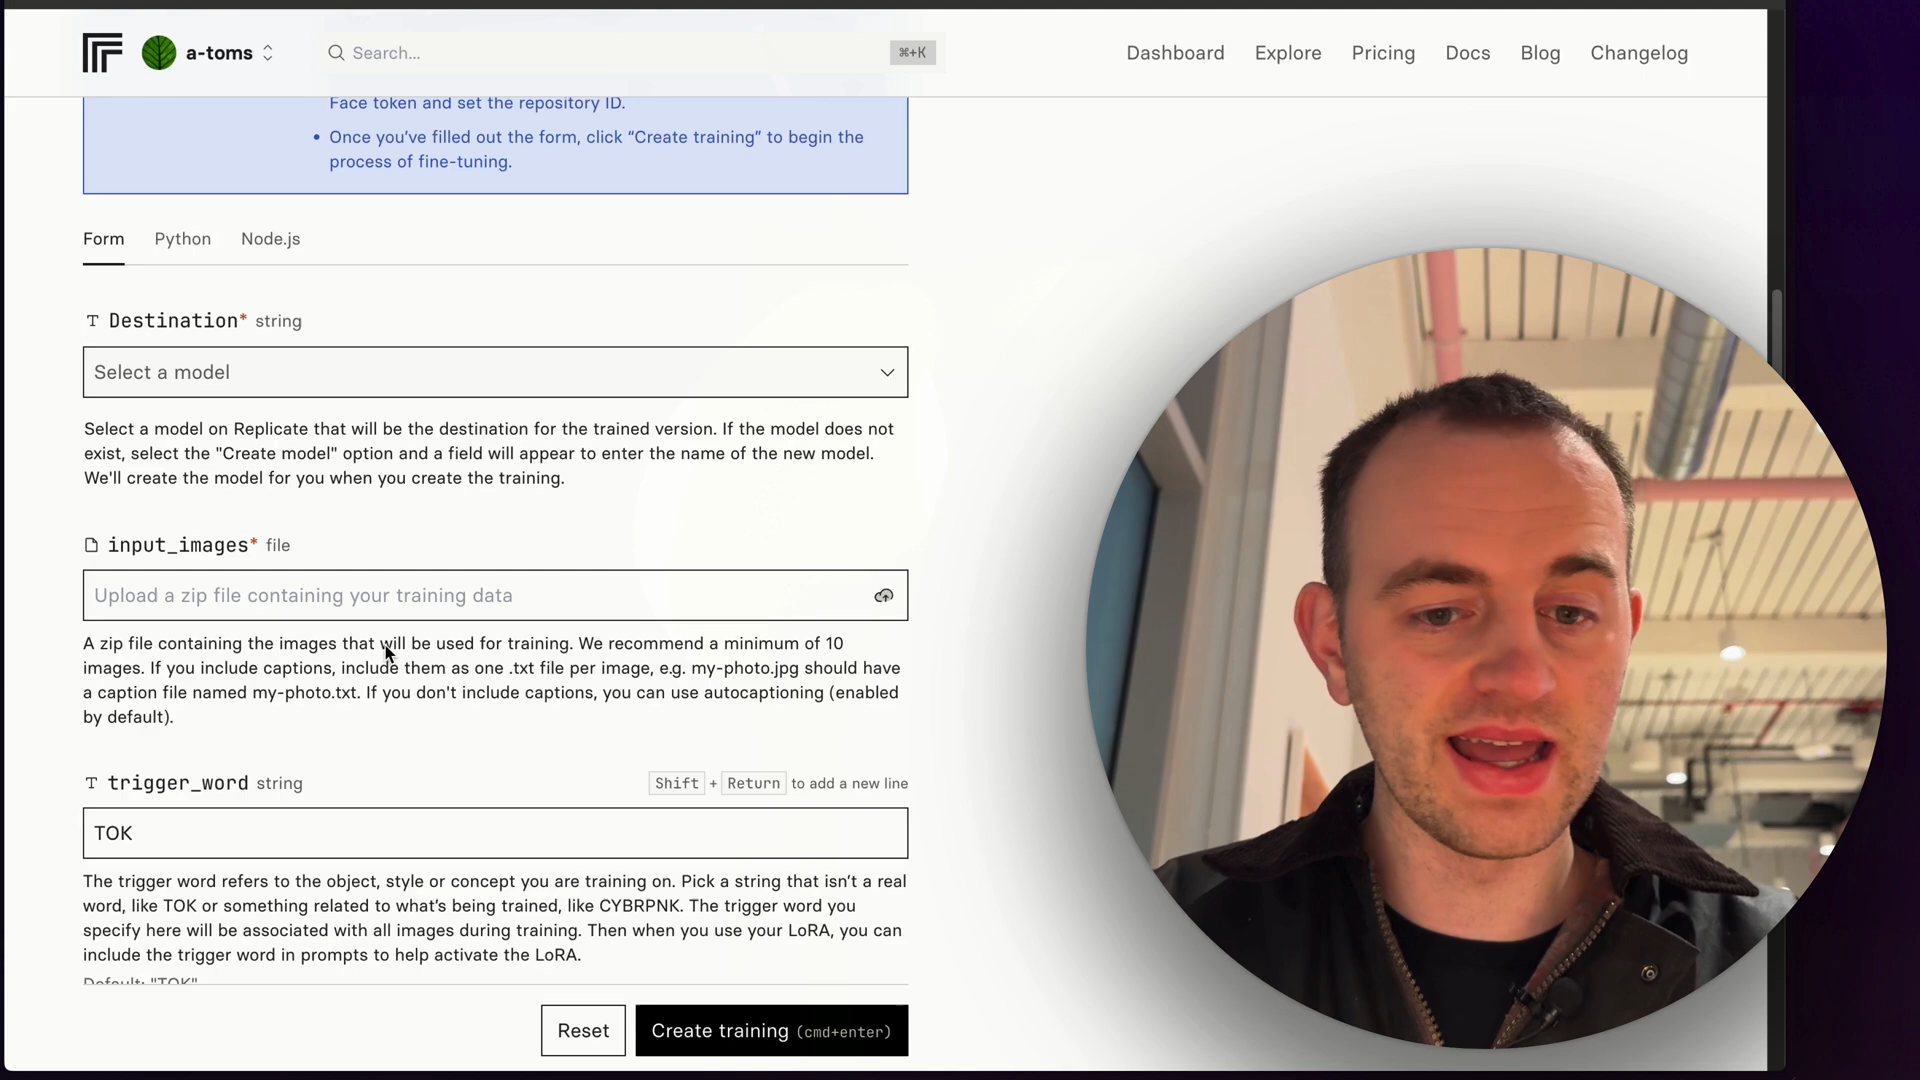 a-toms
Search...
⌘+K
Dashboard
Explore
Pricing
Docs
Blog
Changelog
Face token and set the repository ID.
• Once you’ve filled out the form, click “Create training” to begin the
process of fine-tuning.
Form
Python
Node.js
Destination* string
Select a model
Select a model on Replicate that will be the destination for the trained version. If the model does not
exist, select the "Create model" option and a field will appear to enter the name of the new model.
We'll create the model for you when you create the training.
input_images* file
Upload a zip file containing your training data
A zip file containing the images that will be used for training. We recommend a minimum of 10
images. If you include captions, include them as one .txt file per image, e.g. my-photo.jpg should have
a caption file named my-photo.txt. If you don't include captions, you can use autocaptioning (enabled
by default).
trigger_word string
Shift + Return to add a new line
TOK
The trigger word refers to the object, style or concept you are training on. Pick a string that isn’t a real
word, like TOK or something related to what’s being trained, like CYBRPNK. The trigger word you
specify here will be associated with all images during training. Then when you use your LoRA, you can
include the trigger word in prompts to help activate the LoRA.
Default: "TOK"
Reset
Create training (cmd+enter)